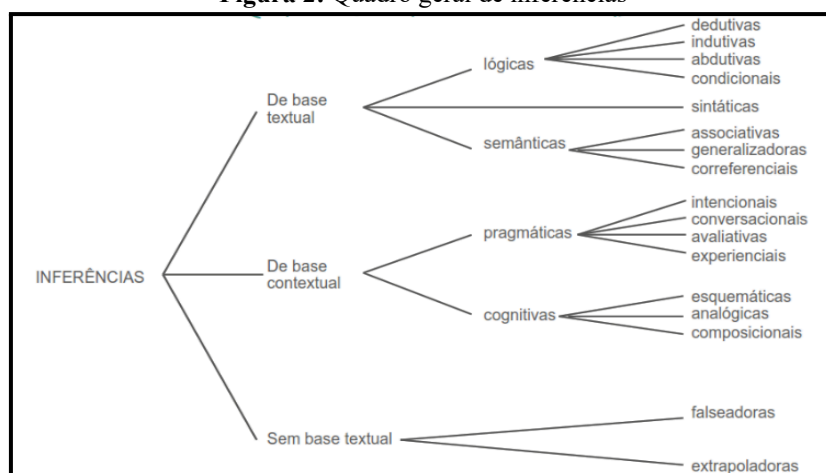 Figura 2: Quadro geral de inferências
dedutivas
indutivas
lógicas
abdutivas
condicionais
De base
textual
sintáticas
associativas
semânticas
generalizadoras
correferenciais
intencionais
conversacionais
pragmáticas
avaliativas
experienciais
INFERÊNCIAS
De base
contextual
esquemáticas
cognitivas
analógicas
composicionais
falseadoras
Sem base textual
extrapoladoras